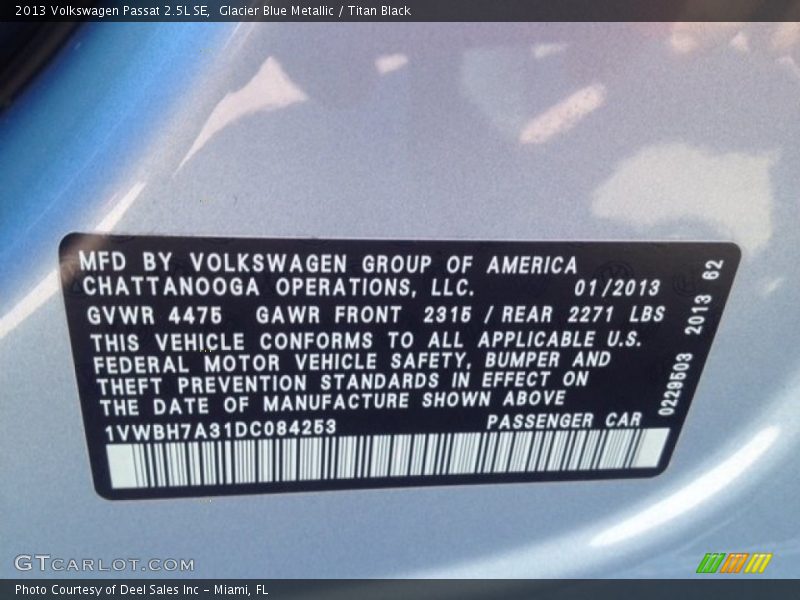 2013 Volkswagen Passat 2.5L SE, Glacier Blue Metallic / Titan Black
MFD BY VOLKSWAGEN GROUP OF AMERICA
CHATTANOOGA OPERATIONS, LLC. 01/2013
GVWR 4475 GAWR FRONT 2315 / REAR 2271 LBS
THIS VEHICLE CONFORMS TO ALL APPLICABLE U.S.
FEDERAL MOTOR VEHICLE SAFETY, BUMPER AND
THEFT PREVENTION STANDARDS IN EFFECT ON
THE DATE OF MANUFACTURE SHOWN ABOVE
1VWBH7A31DC084253 PASSENGER CAR
0229503 2013 62
GTCARLOT.COM
Photo Courtesy of Deel Sales Inc - Miami, FL